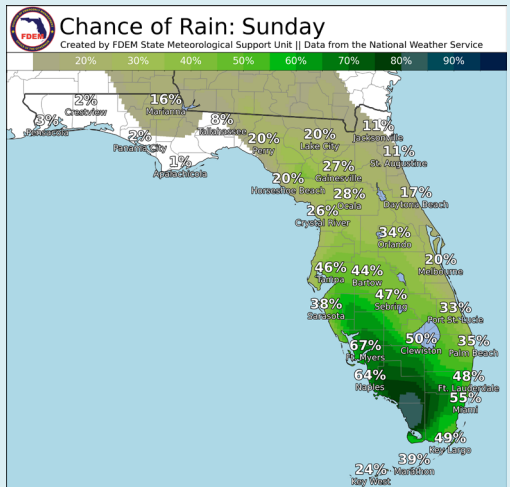 FDEM
Chance of Rain: Sunday
Created by FDEM State Meteorological Support Unit || Data from the National Weather Service
20% 30% 40% 50% 60% 70% 80% 90%
2%
Crestview
16%
Marianna
3%
Pensacola
8%
Tallahassee
2%
Panama City
1%
Apalachicola
20%
Perry
20%
Lake City
11%
Jacksonville
11%
St. Augustine
27%
Gainesville
20%
Horseshoe Beach
28%
Ocala
17%
Daytona Beach
26%
Crystal River
34%
Orlando
20%
Melbourne
46%
Tampa
44%
Bartow
47%
Sebring
38%
Sarasota
33%
Port St. Lucie
67%
Ft. Myers
50%
Clewiston
35%
Palm Beach
64%
Naples
48%
Ft. Lauderdale
55%
Miami
49%
Key Largo
39%
Marathon
24%
Key West